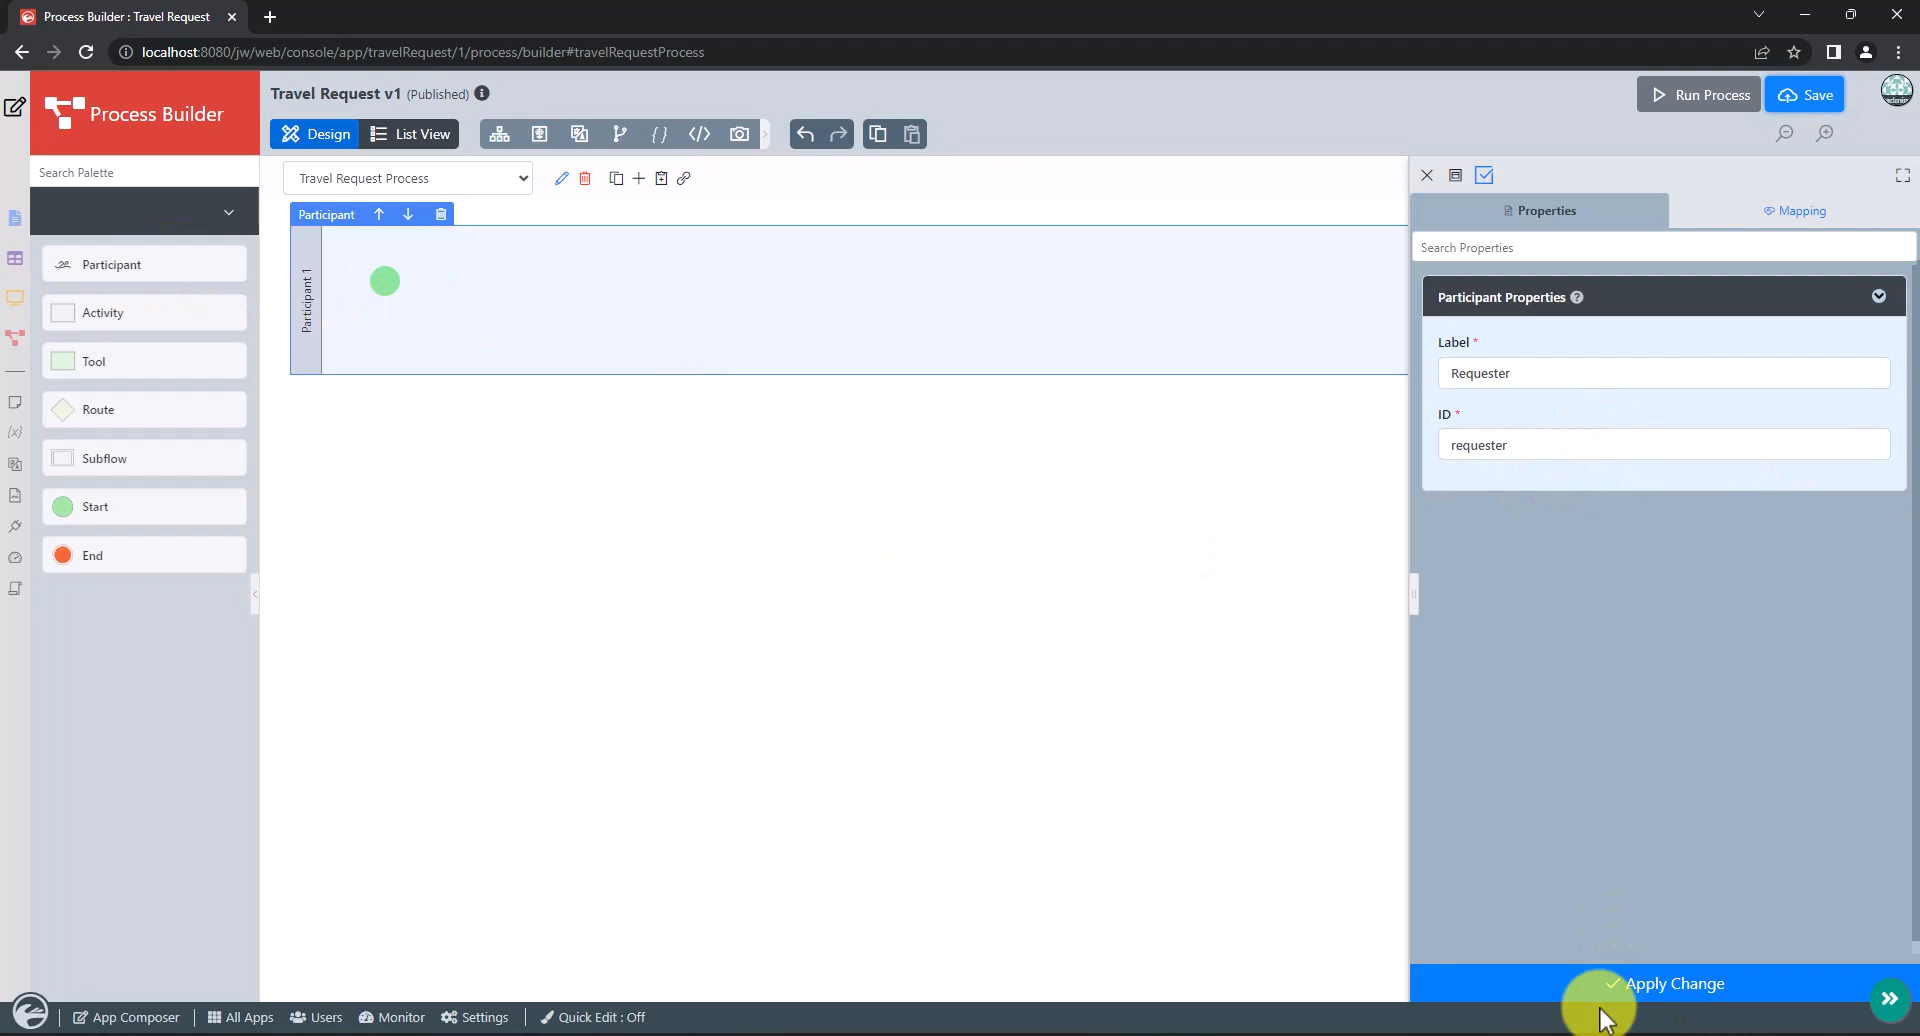 Process Builder : Travel Request
localhost:8080/jw/web/console/app/travelRequest/1/process/builder#travelRequestProcess
Process Builder
Travel Request v1 (Published)
Run Process
Save
admin
Design
List View
Search Palette
Travel Request Process
Properties
Mapping
Participant
Participant 1
Search Properties
Participant
Activity
Tool
Route
Subflow
Start
End
Participant Properties
Label *
Requester
ID *
requester
Apply Change
App Composer
All Apps
Users
Monitor
Settings
Quick Edit : Off